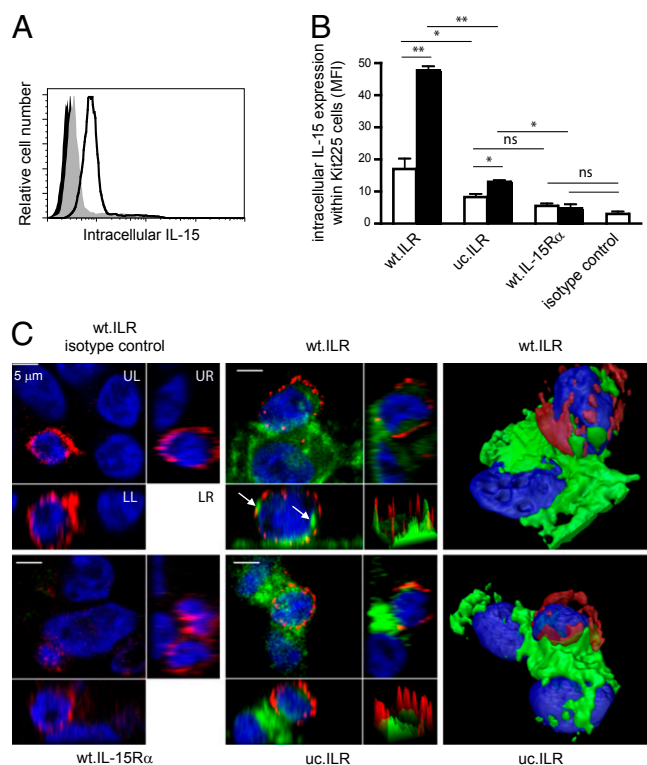 A
Relative cell number
Intracellular IL-15
B
intracellular IL-15 expression
within Kit225 cells (MFI)
50
40
30
20
10
0
**
*
**
*
ns
*
ns
wt.ILR
uc.ILR
wt.IL-15Rα
isotype control
C
wt.ILR
isotype control
wt.ILR
wt.ILR
5 μm
UL
UR
LL
LR
wt.IL-15Rα
uc.ILR
uc.ILR